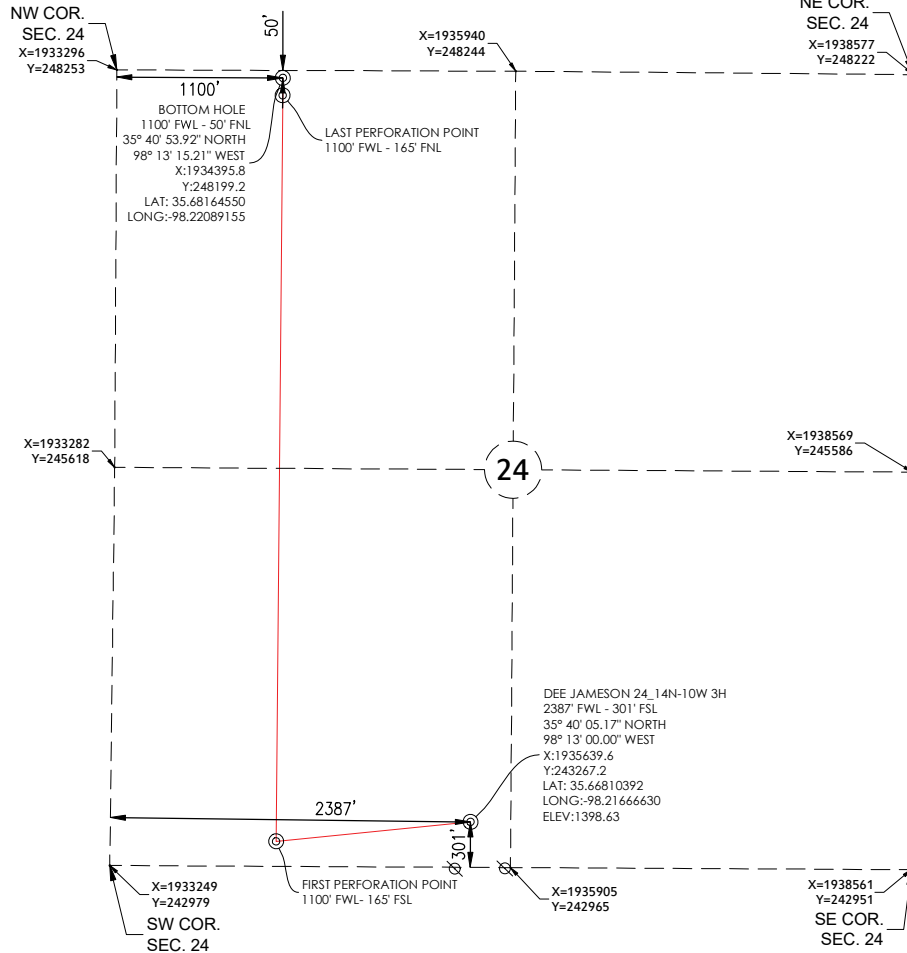 NW COR.
SEC. 24
X=1933296
Y=248253
50'
X=1935940
Y=248244
NE COR.
SEC. 24
X=1938577
Y=248222
1100'
BOTTOM HOLE
1100' FWL - 50' FNL
35° 40' 53.92" NORTH
98° 13' 15.21" WEST
X:1934395.8
Y:248199.2
LAT: 35.68164550
LONG:-98.22089155
LAST PERFORATION POINT
1100' FWL - 165' FNL
X=1933282
Y=245618
24
X=1938569
Y=245586
DEE JAMESON 24_14N-10W 3H
2387' FWL - 301' FSL
35° 40' 05.17" NORTH
98° 13' 00.00" WEST
X:1935639.6
Y:243267.2
LAT: 35.66810392
LONG:-98.21666630
ELEV:1398.63
2387'
301'
FIRST PERFORATION POINT
1100' FWL- 165' FSL
X=1933249
Y=242979
SW COR.
SEC. 24
X=1935905
Y=242965
X=1938561
Y=242951
SE COR.
SEC. 24